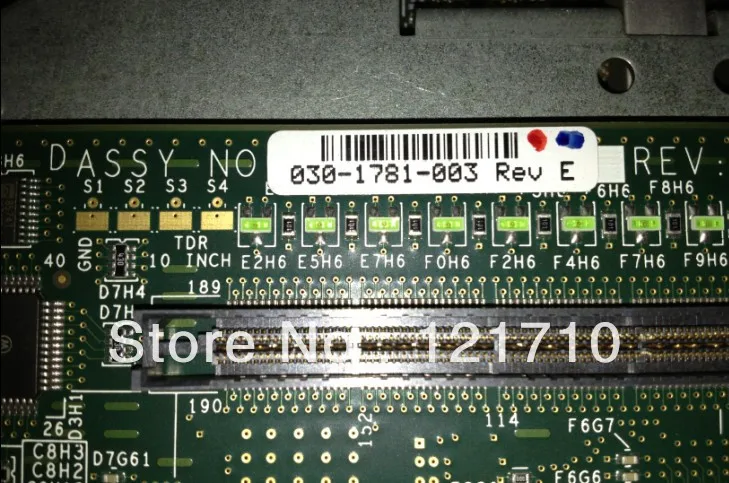 H6 DASSY NO REV:
030-1781-003 Rev E
6H6 F8H6
S1 S2 S3 S4
GND TDR
40 10 INCH E2H6 E5H6 E7H6 F0H6 F2H6 F4H6 F7H6 F9H6
D7H4 189
D7H
Store No: 121710
190
152 114
26 D3H1 F6G7
C8H3
C8H2 D7G61
F6G6